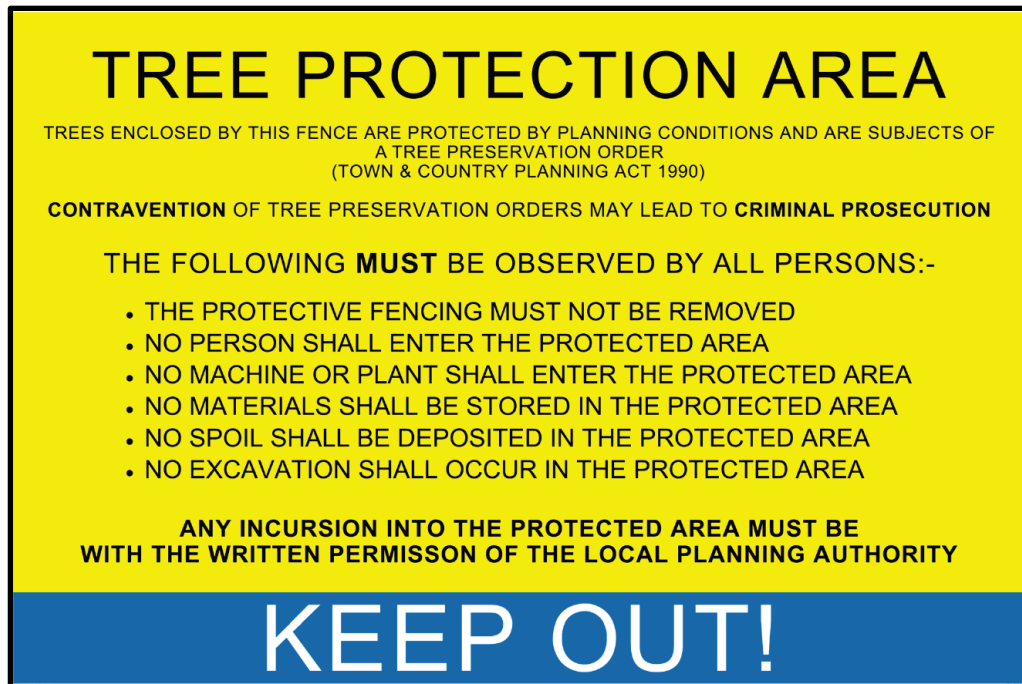 TREE PROTECTION AREA
TREES ENCLOSED BY THIS FENCE ARE PROTECTED BY PLANNING CONDITIONS AND ARE SUBJECTS OF
A TREE PRESERVATION ORDER
(TOWN & COUNTRY PLANNING ACT 1990)
CONTRAVENTION OF TREE PRESERVATION ORDERS MAY LEAD TO CRIMINAL PROSECUTION
THE FOLLOWING MUST BE OBSERVED BY ALL PERSONS:-
• THE PROTECTIVE FENCING MUST NOT BE REMOVED
• NO PERSON SHALL ENTER THE PROTECTED AREA
• NO MACHINE OR PLANT SHALL ENTER THE PROTECTED AREA
• NO MATERIALS SHALL BE STORED IN THE PROTECTED AREA
• NO SPOIL SHALL BE DEPOSITED IN THE PROTECTED AREA
• NO EXCAVATION SHALL OCCUR IN THE PROTECTED AREA
ANY INCURSION INTO THE PROTECTED AREA MUST BE
WITH THE WRITTEN PERMISSON OF THE LOCAL PLANNING AUTHORITY
KEEP OUT!